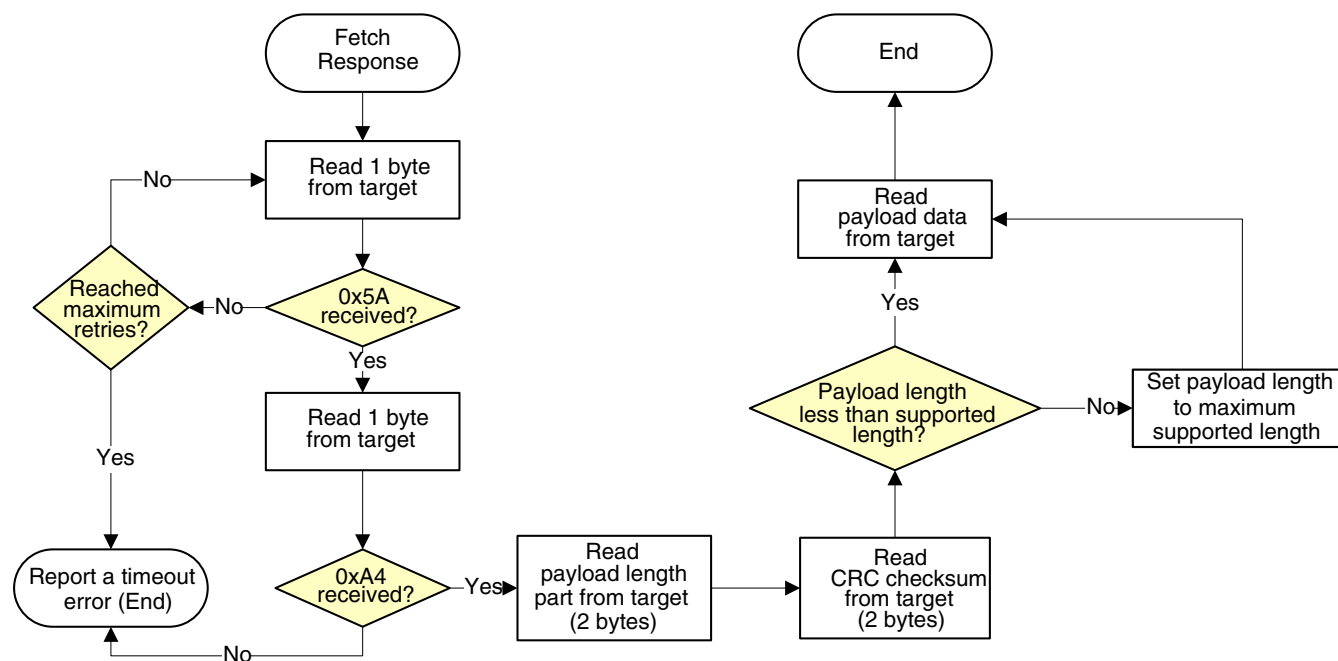 Fetch
Response
Read 1 byte
from target
No
Reached
maximum
retries?
No
0x5A
received?
Yes
Read 1 byte
from target
Yes
Report a timeout
error (End)
0xA4
received?
No
Yes
Read
payload length
part from target
(2 bytes)
Read
CRC checksum
from target
(2 bytes)
Payload length
less than supported
length?
No
Set payload length
to maximum
supported length
Yes
Read
payload data
from target
End